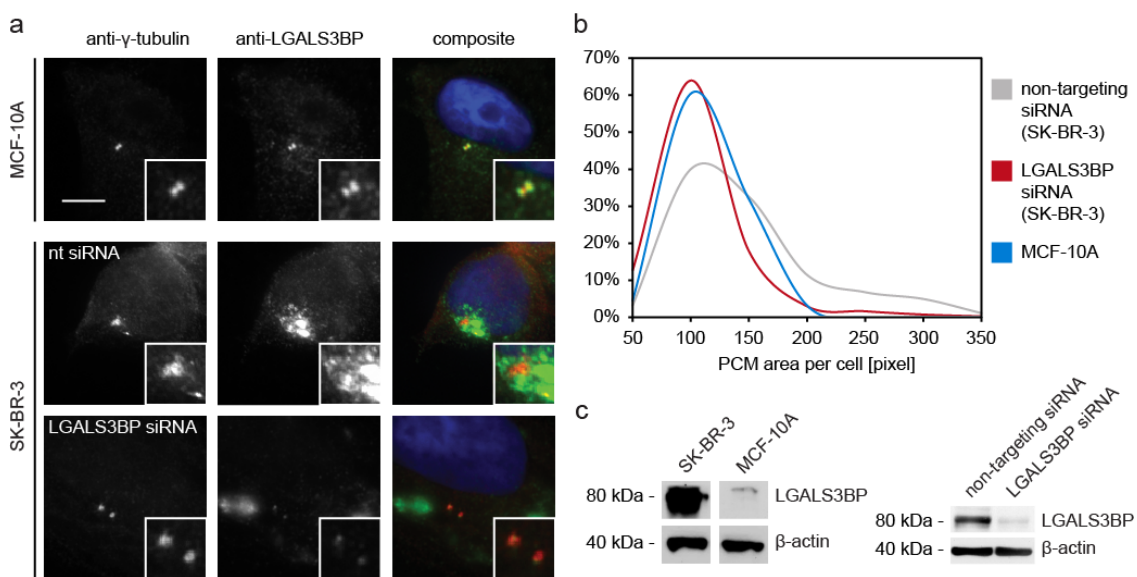 a
anti-γ-tubulin
anti-LGALS3BP
composite
MCF-10A
SK-BR-3
nt siRNA
LGALS3BP siRNA
b
70%
60%
50%
40%
30%
20%
10%
0%
50
100
150
200
250
300
350
PCM area per cell [pixel]
non-targeting
siRNA
(SK-BR-3)
LGALS3BP
siRNA
(SK-BR-3)
MCF-10A
c
SK-BR-3
MCF-10A
80 kDa -
LGALS3BP
40 kDa -
β-actin
non-targeting siRNA
LGALS3BP siRNA
80 kDa -
LGALS3BP
40 kDa -
β-actin